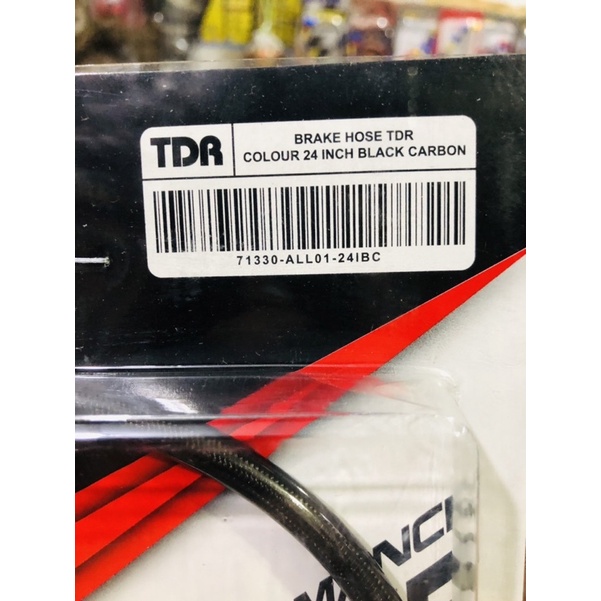 TDR
BRAKE HOSE TDR
COLOUR 24 INCH BLACK CARBON
71330-ALL01-24IBC